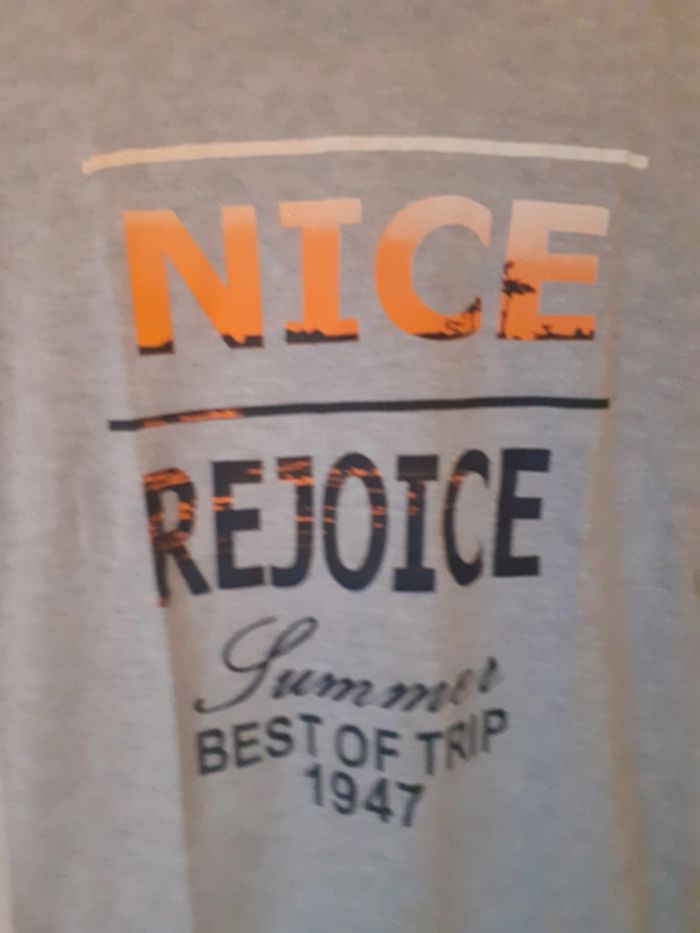 NICE
REJOICE
Summer
BEST OF TRIP
1947